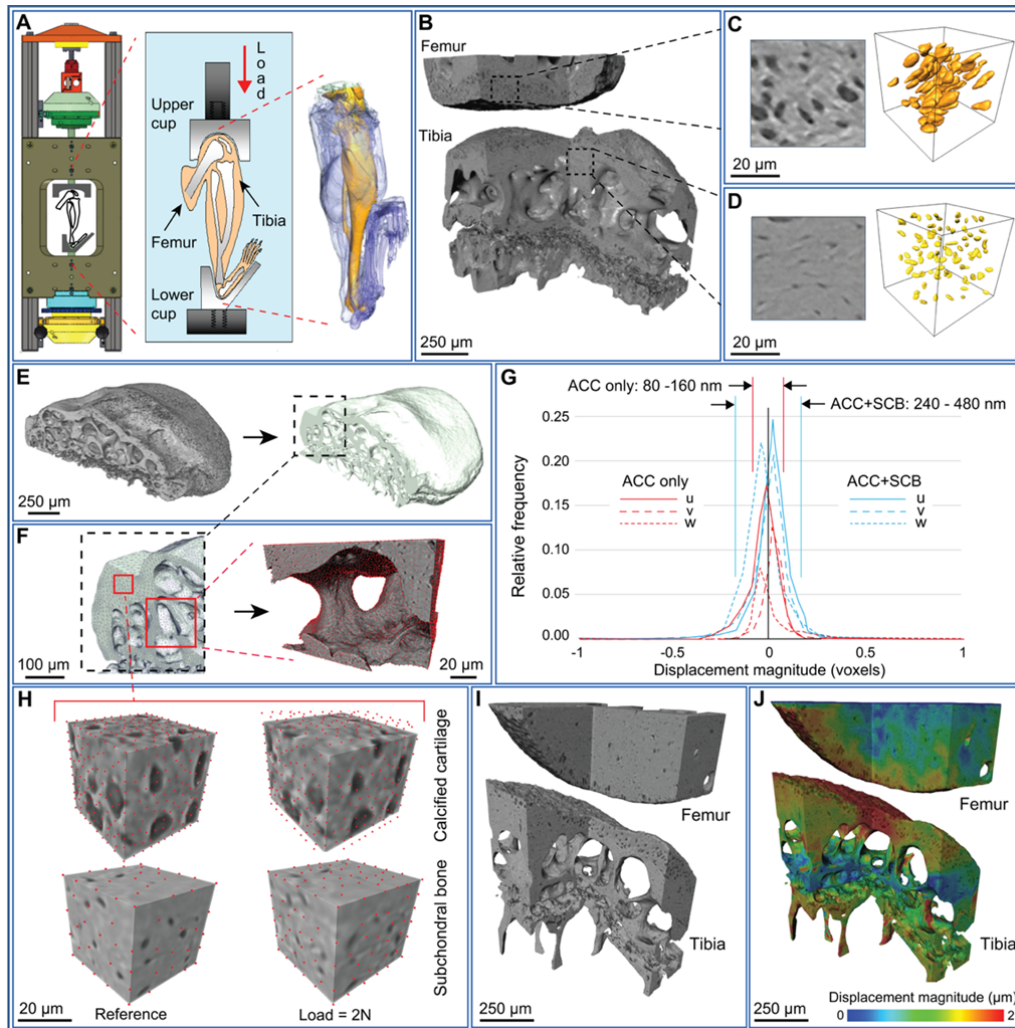 A
Load
Upper
cup
Femur
Tibia
Lower
cup
B
Femur
Tibia
250 µm
C
20 µm
D
20 µm
E
250 µm
F
100 µm
20 µm
G
ACC only: 80 -160 nm
ACC+SCB: 240 - 480 nm
0.25
0.20
0.15
0.10
0.05
0.00
Relative frequency
ACC only
u
v
w
ACC+SCB
u
v
w
-1
-0.5
0
0.5
1
Displacement magnitude (voxels)
H
Calcified cartilage
Subchondral bone
20 µm
Reference
Load = 2N
I
Femur
Tibia
250 µm
J
Femur
Tibia
250 µm
Displacement magnitude (µm)
0
2